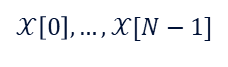 𝒳[0], … , 𝒳[N − 1]